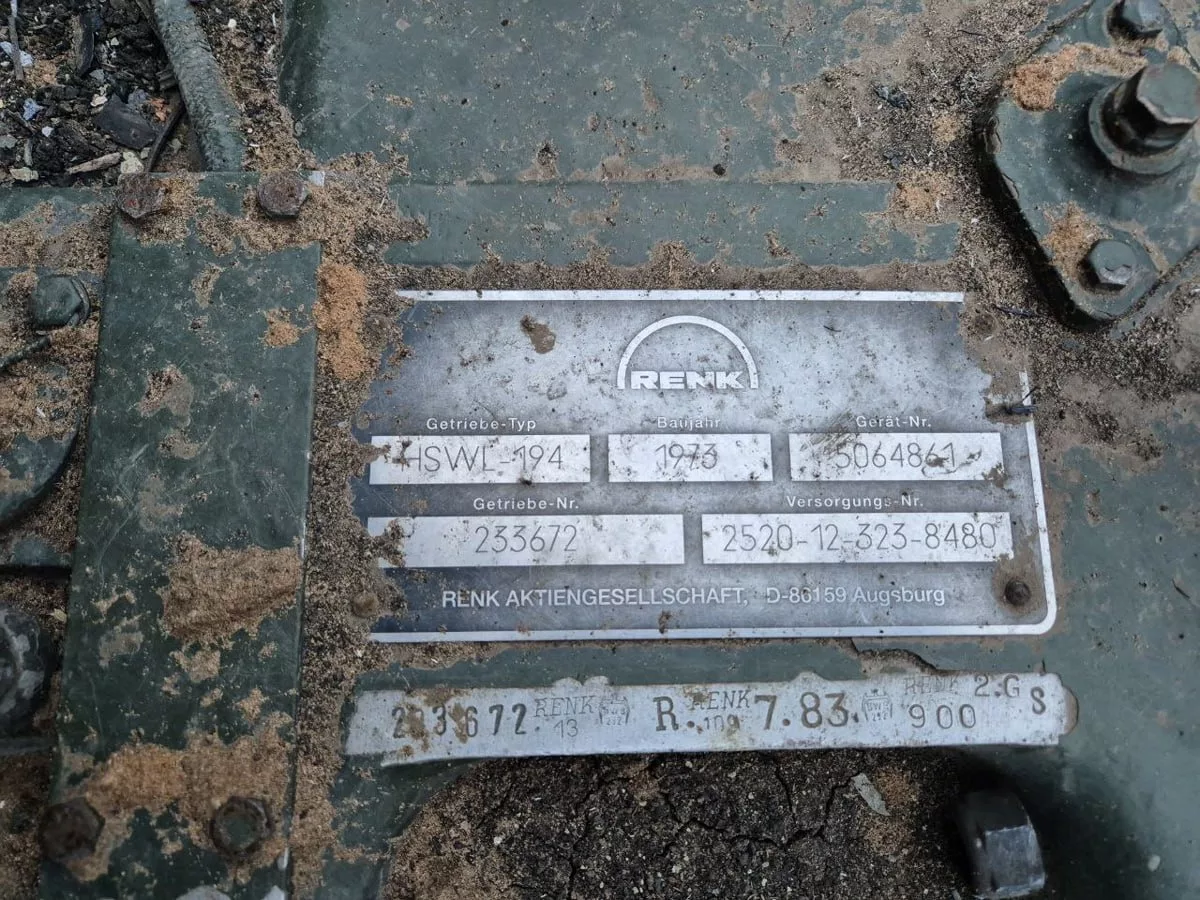 RENK
Getriebe-Typ Baujahr Gerät-Nr.
HSWL-194 1973 5064861
Getriebe-Nr. Versorgungs-Nr.
233672 2520-12-323-8480
RENK AKTIENGESELLSCHAFT, D-86159 Augsburg
233672 RENK 13 R. RENK 109 7.83. RENK 900 2.G S